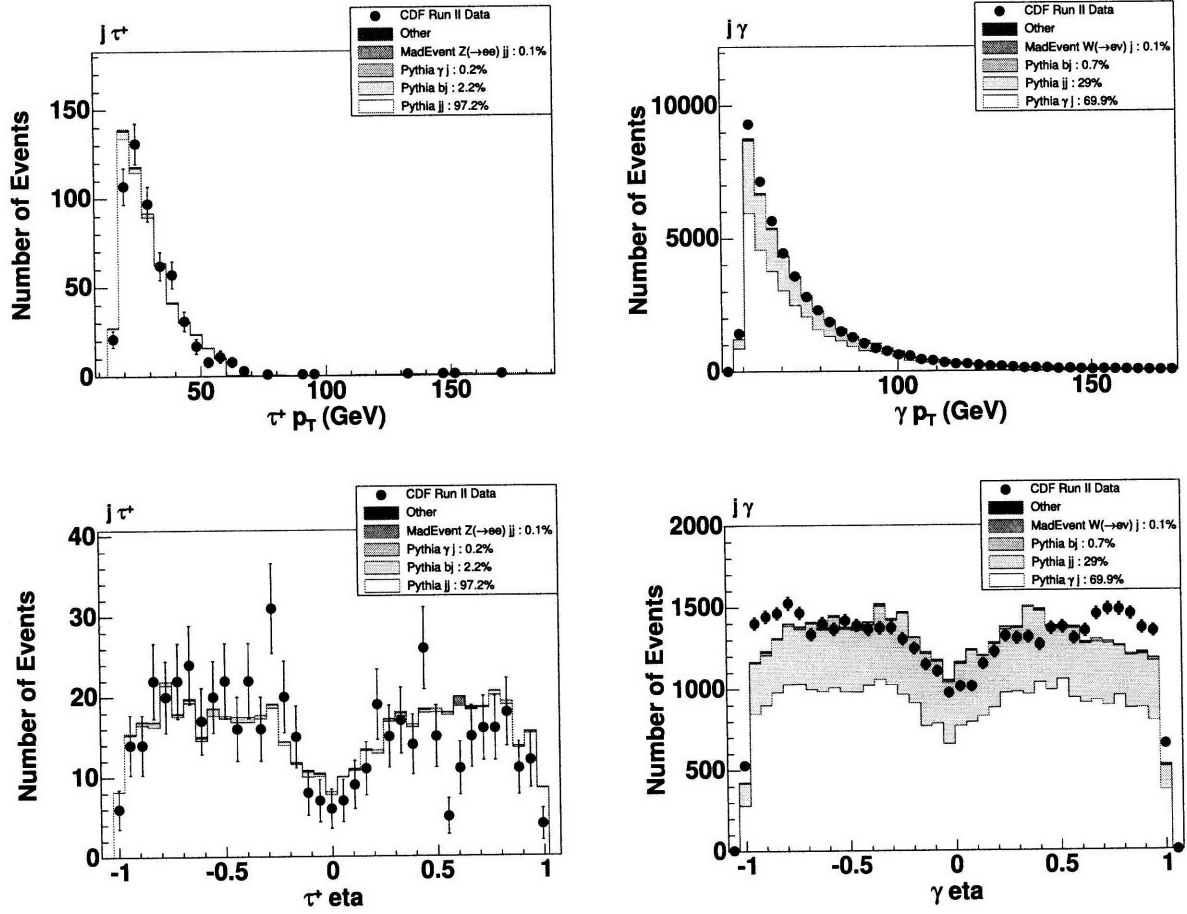 j τ⁺
CDF Run II Data
Other
MadEvent Z(→ee) jj : 0.1%
Pythia γ j : 0.2%
Pythia bj : 2.2%
Pythia jj : 97.2%
Number of Events
150
100
50
0
50
100
150
τ⁺ p_T (GeV)
j γ
CDF Run II Data
Other
MadEvent W(→eν) j : 0.1%
Pythia bj : 0.7%
Pythia jj : 29%
Pythia γ j : 69.9%
Number of Events
10000
5000
0
100
150
γ p_T (GeV)
j τ⁺
CDF Run II Data
Other
MadEvent Z(→ee) jj : 0.1%
Pythia γ j : 0.2%
Pythia bj : 2.2%
Pythia jj : 97.2%
Number of Events
40
30
20
10
0
-1
-0.5
0
0.5
1
τ⁺ eta
j γ
CDF Run II Data
Other
MadEvent W(→eν) j : 0.1%
Pythia bj : 0.7%
Pythia jj : 29%
Pythia γ j : 69.9%
Number of Events
2000
1500
1000
500
0
-1
-0.5
0
0.5
1
γ eta